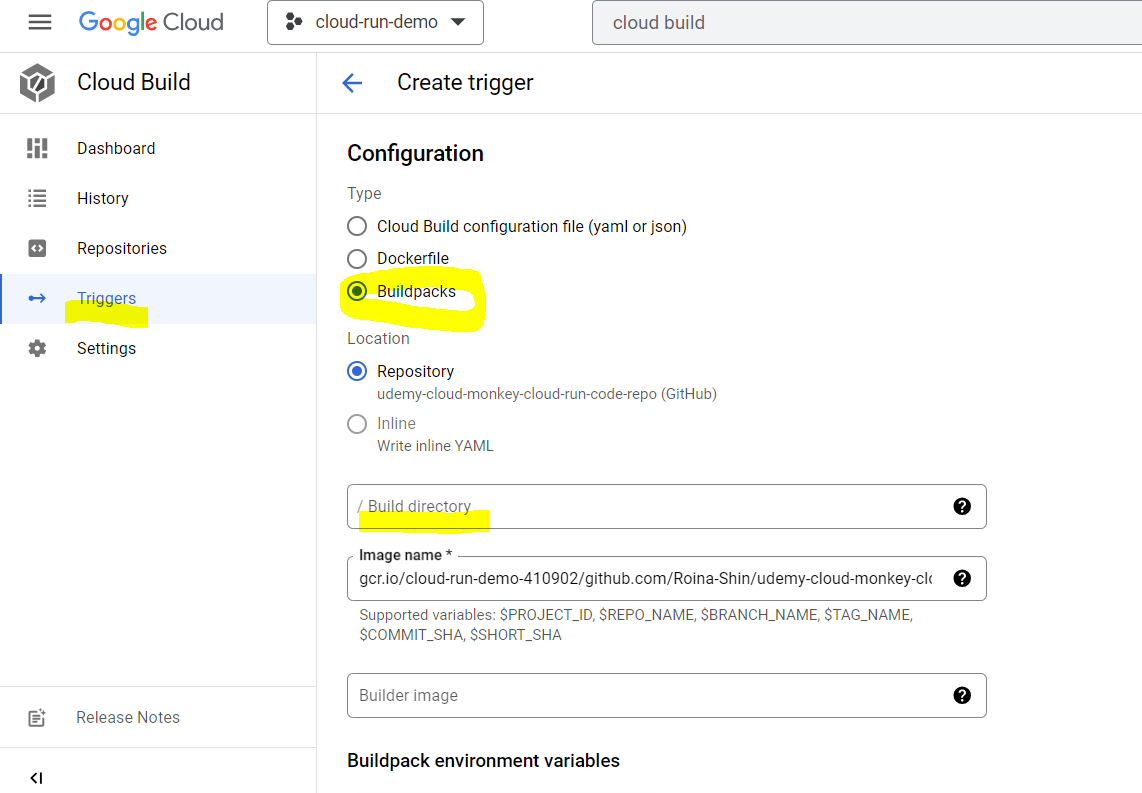 Google Cloud
cloud-run-demo
cloud build
Cloud Build
Create trigger
Dashboard
History
Repositories
Triggers
Settings
Release Notes
Configuration
Type
Cloud Build configuration file (yaml or json)
Dockerfile
Buildpacks
Location
Repository
udemy-cloud-monkey-cloud-run-code-repo (GitHub)
Inline
Write inline YAML
/ Build directory
Image name *
gcr.io/cloud-run-demo-410902/github.com/Roina-Shin/udemy-cloud-monkey-clo
Supported variables: $PROJECT_ID, $REPO_NAME, $BRANCH_NAME, $TAG_NAME,
$COMMIT_SHA, $SHORT_SHA
Builder image
Buildpack environment variables